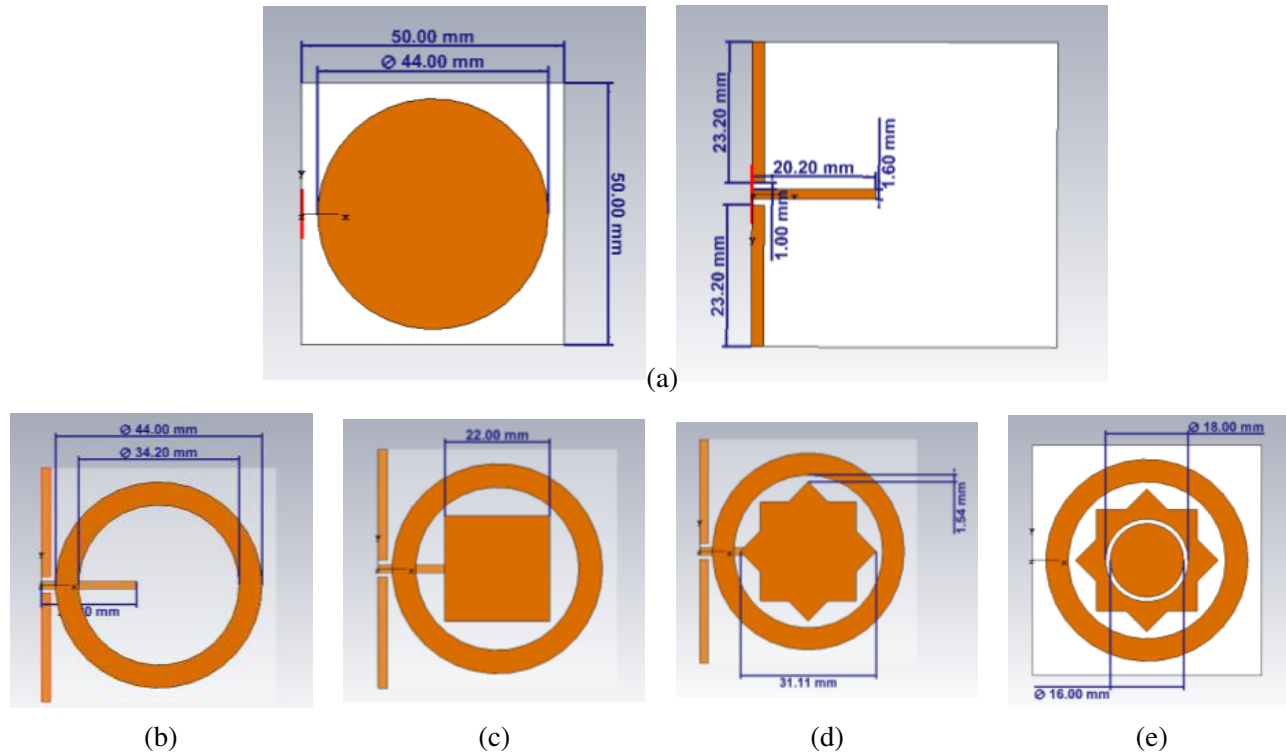 50.00 mm
Ø 44.00 mm
50.00 mm
23.20 mm
20.20 mm
1.60 mm
1.00 mm
23.20 mm
(a)
Ø 44.00 mm
Ø 34.20 mm
22.00 mm
1.54 mm
31.11 mm
Ø 18.00 mm
Ø 16.00 mm
(b)
(c)
(d)
(e)